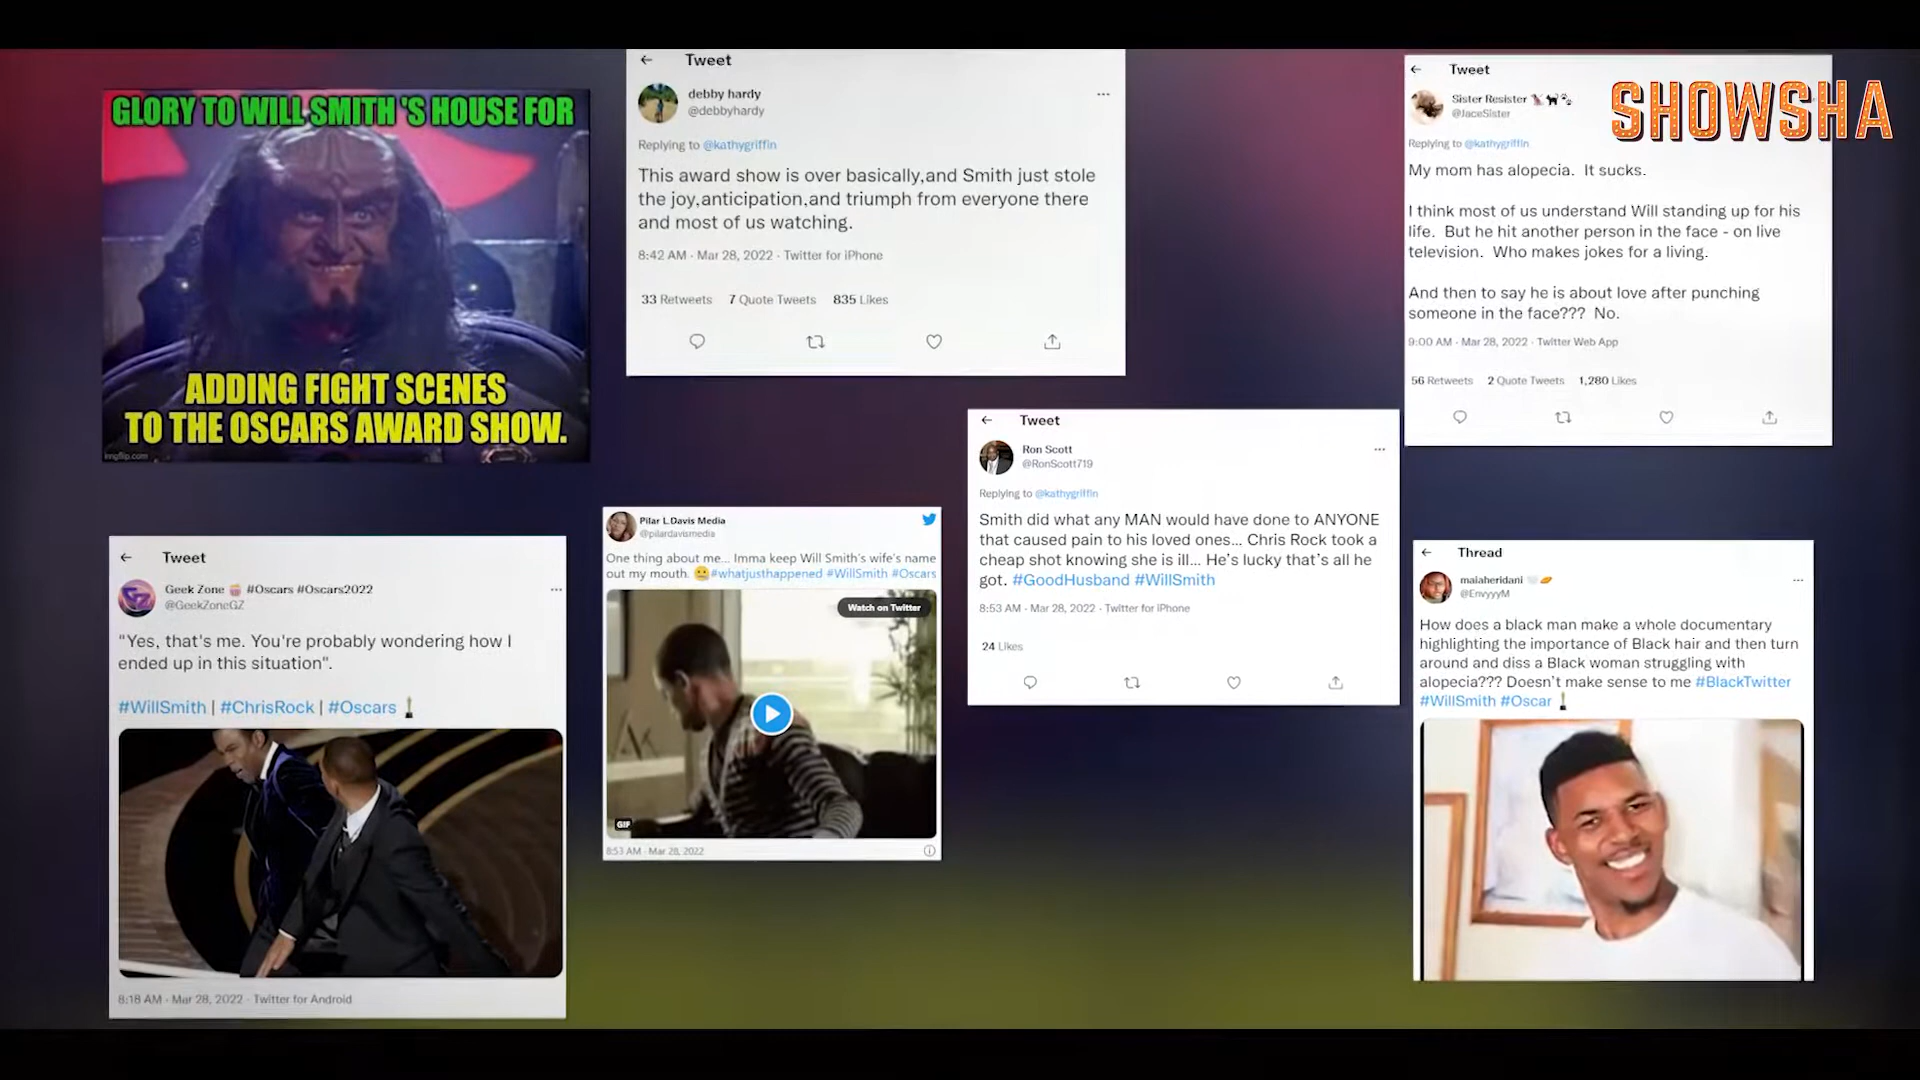 SHOWSHA
GLORY TO WILL SMITH 'S HOUSE FOR
ADDING FIGHT SCENES
TO THE OSCARS AWARD SHOW.
imgflip.com
Tweet
debby hardy
@debbyhardy
Replying to @kathygriffin
This award show is over basically,and Smith just stole
the joy,anticipation,and triumph from everyone there
and most of us watching.
8:42 AM · Mar 28, 2022 · Twitter for iPhone
33 Retweets 7 Quote Tweets 835 Likes
Tweet
Sister Resister
@JaceSister
Replying to @kathygriffin
My mom has alopecia. It sucks.
I think most of us understand Will standing up for his
life. But he hit another person in the face - on live
television. Who makes jokes for a living.
And then to say he is about love after punching
someone in the face??? No.
9:00 AM · Mar 28, 2022 · Twitter Web App
56 Retweets 2 Quote Tweets 1,280 Likes
Tweet
Geek Zone #Oscars #Oscars2022
@GeekZoneGZ
"Yes, that's me. You're probably wondering how I
ended up in this situation".
#WillSmith | #ChrisRock | #Oscars
8:18 AM · Mar 28, 2022 · Twitter for Android
Pilar L.Davis Media
@pilardavismedia
One thing about me... Imma keep Will Smith's wife's name
out my mouth. #whatjusthappened #WillSmith #Oscars
Watch on Twitter
GIF
8:53 AM · Mar 28, 2022
Tweet
Ron Scott
@RonScott719
Replying to @kathygriffin
Smith did what any MAN would have done to ANYONE
that caused pain to his loved ones... Chris Rock took a
cheap shot knowing she is ill... He's lucky that's all he
got. #GoodHusband #WillSmith
8:53 AM · Mar 28, 2022 · Twitter for iPhone
24 Likes
Thread
maiaheridani
@EnvyyyM
How does a black man make a whole documentary
highlighting the importance of Black hair and then turn
around and diss a Black woman struggling with
alopecia??? Doesn't make sense to me #BlackTwitter
#WillSmith #Oscar